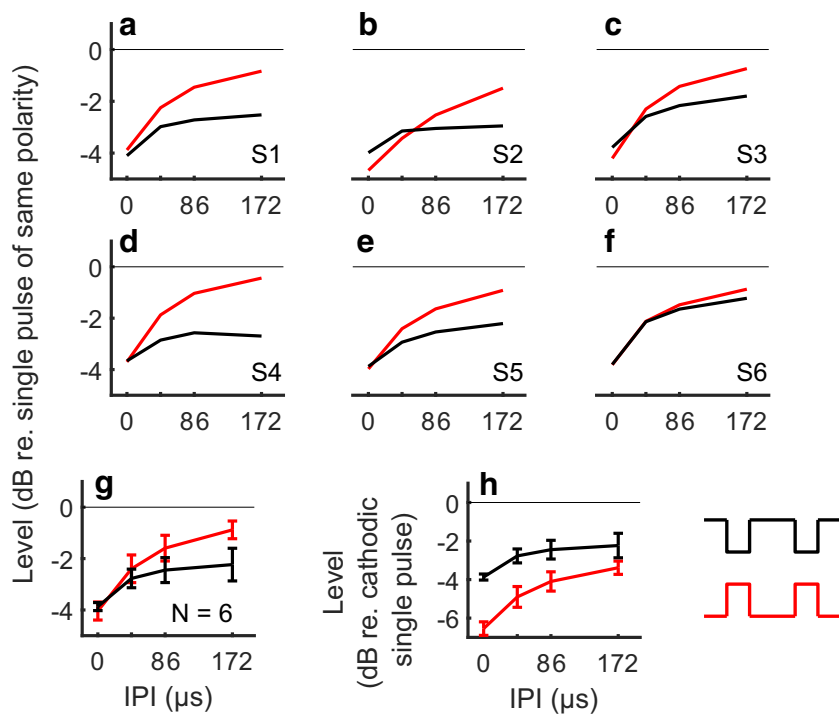 a b c
Level (dB re. single pulse of same polarity)
0
-2
-4
S1 S2 S3
0 86 172 0 86 172 0 86 172
d e f
0
-2
-4
S4 S5 S6
0 86 172 0 86 172 0 86 172
g
0
-2
-4
N = 6
0 86 172
IPI (µs)
h
Level
(dB re. cathodic
single pulse)
0
-2
-4
-6
0 86 172
IPI (µs)